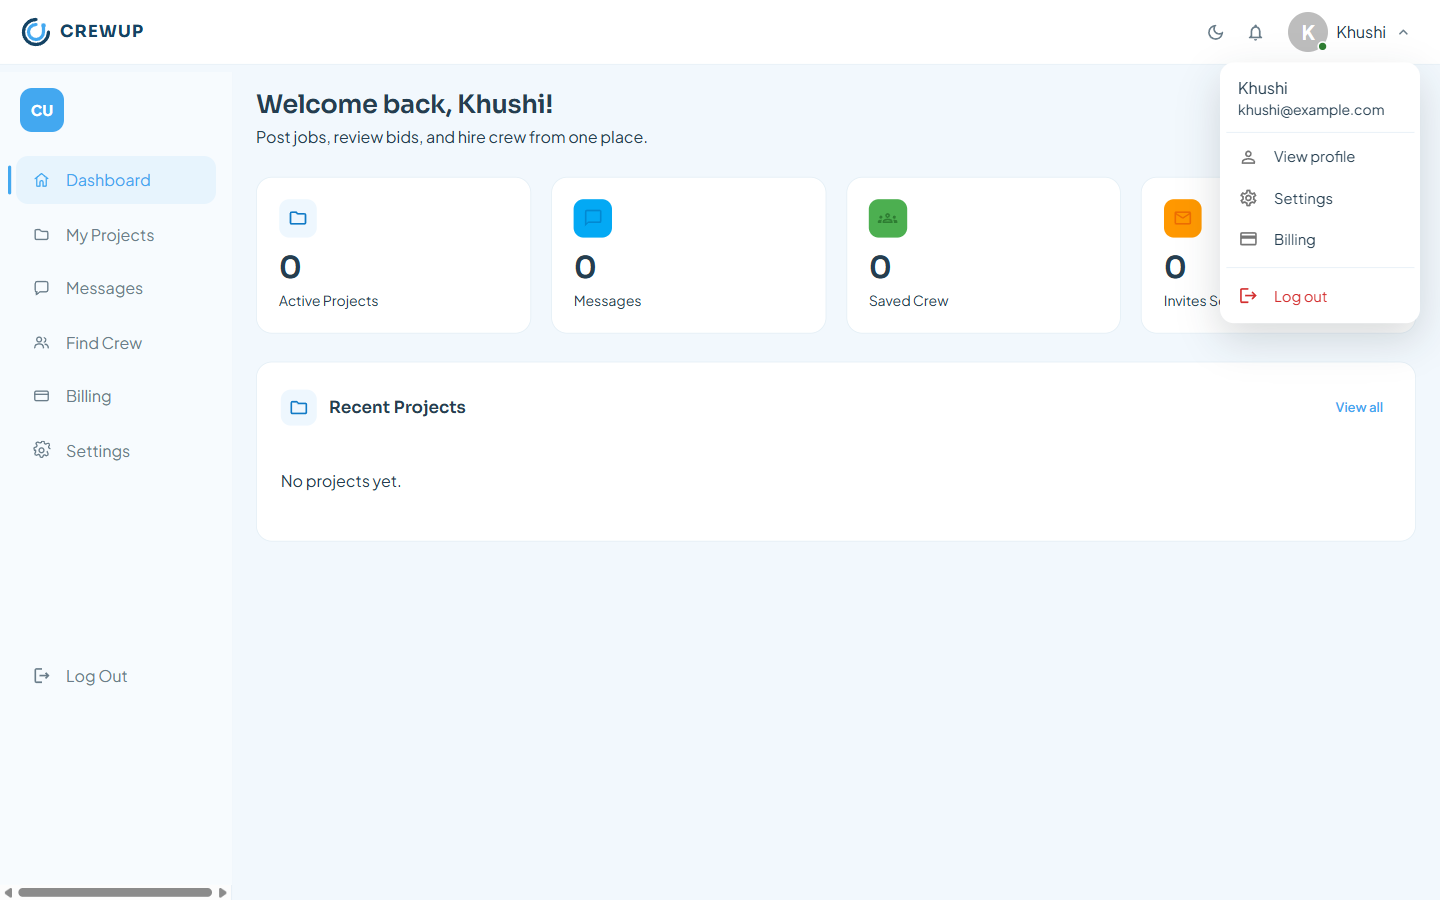 CREWUP
K
Khushi
Khushi
khushi@example.com
View profile
Settings
Billing
Log out
CU
Dashboard
My Projects
Messages
Find Crew
Billing
Settings
Log Out
Welcome back, Khushi!
Post jobs, review bids, and hire crew from one place.
0
Active Projects
0
Messages
0
Saved Crew
0
Invites
Recent Projects
View all
No projects yet.